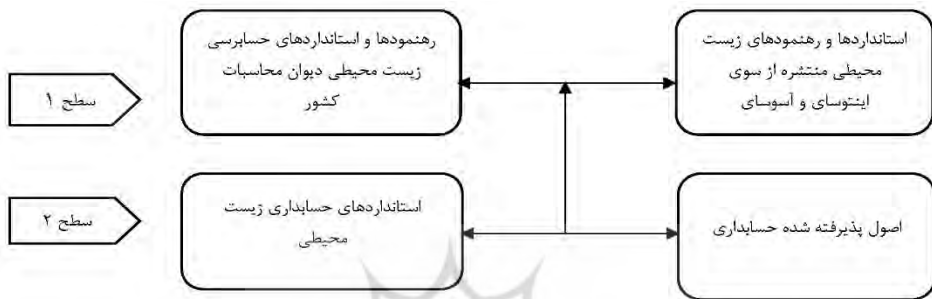 استانداردها و رهنمودهای زیست
محیطی منتشره از سوی
اینتوسای و آسوسای
رهنمودها و استانداردهای حسابرسی
زیست محیطی دیوان محاسبات
کشور
سطح ۱
اصول پذیرفته شده حسابداری
استانداردهای حسابداری زیست
محیطی
سطح ۲